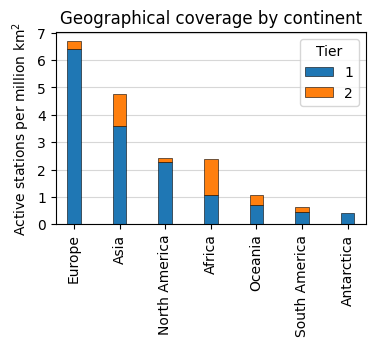 Geographical coverage by continent
Active stations per million km²
7
6
5
4
3
2
1
0
Tier
1
2
Europe
Asia
North America
Africa
Oceania
South America
Antarctica